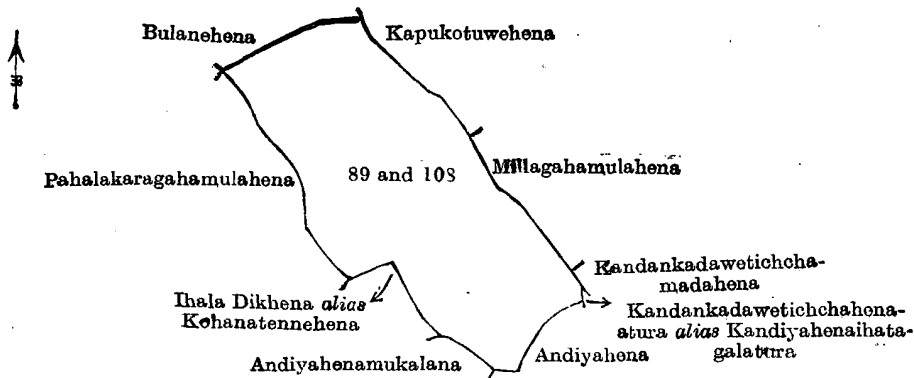 Bulanehena
Kapukotuwehena
Pahalakaragahamulahena
89 and 108
Millagahamulahena
Kandankadawetichcha-
madahena
Ihala Dikhena alias
Kohanatennehena
Kandankadawetichchahena-
atura alias Kandiyahenaihata-
galatura
Andiyahenamukalana
Andiyahena